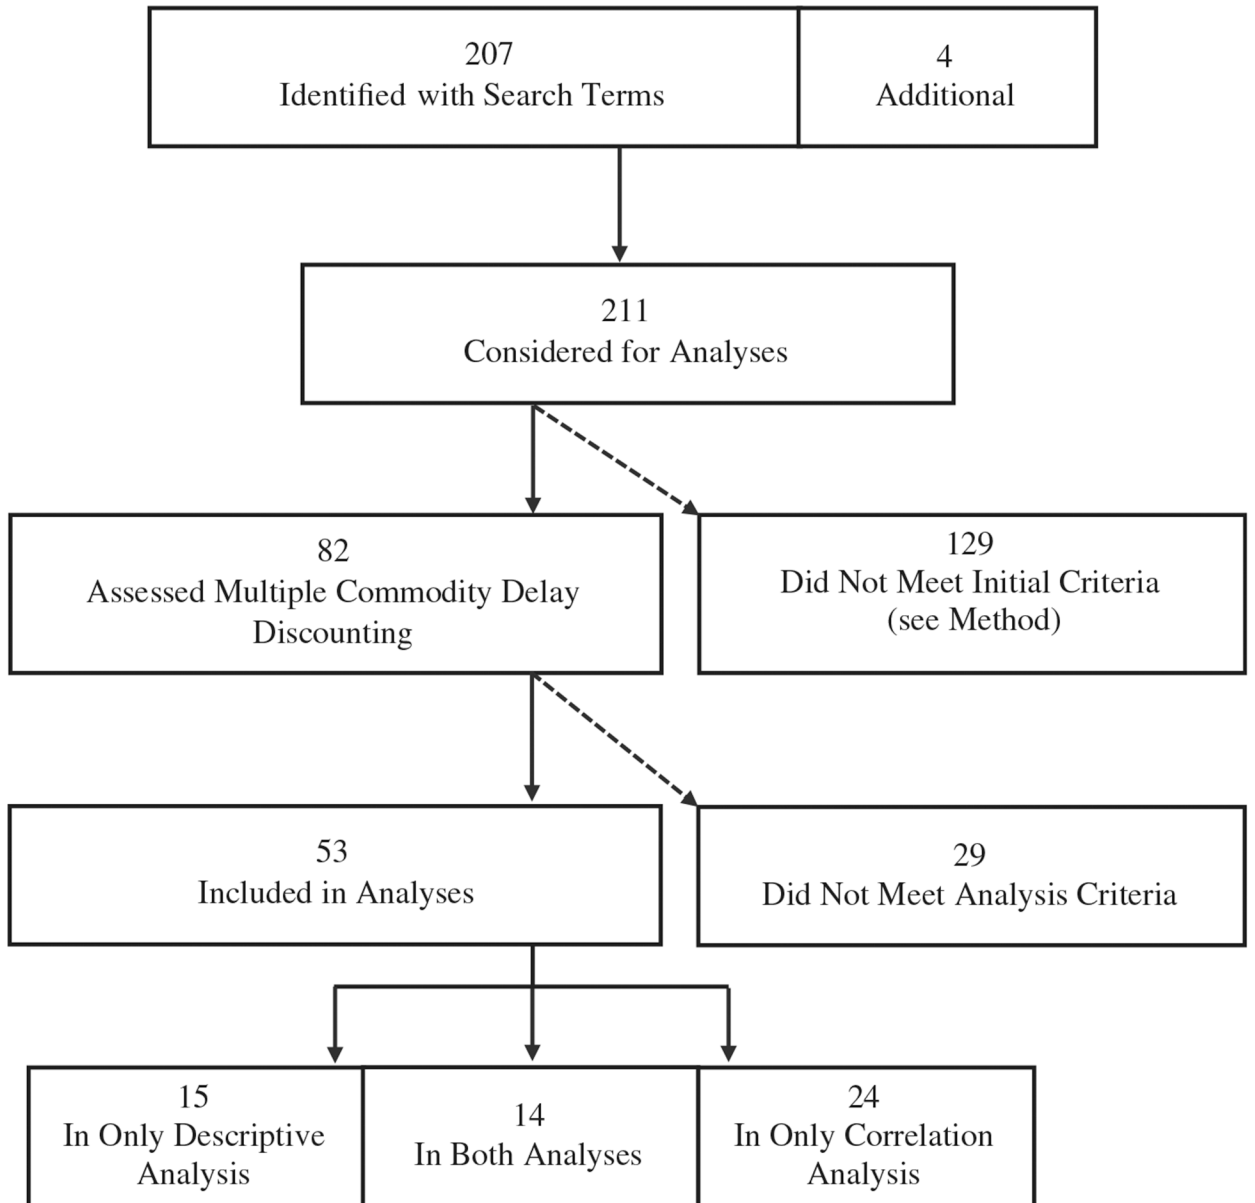 207
Identified with Search Terms
4
Additional
211
Considered for Analyses
82
Assessed Multiple Commodity Delay
Discounting
129
Did Not Meet Initial Criteria
(see Method)
53
Included in Analyses
29
Did Not Meet Analysis Criteria
15
In Only Descriptive
Analysis
14
In Both Analyses
24
In Only Correlation
Analysis